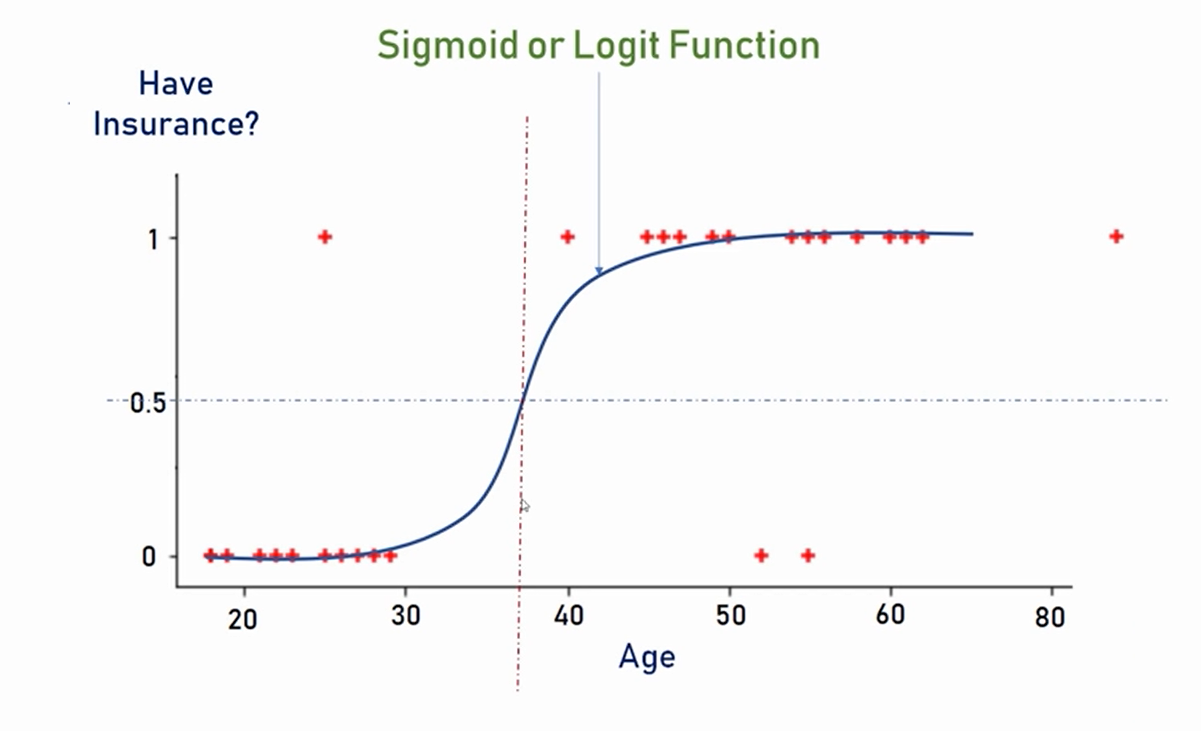 Sigmoid or Logit Function
Have
Insurance?
1
0.5
0
20 30 40 50 60 80
Age